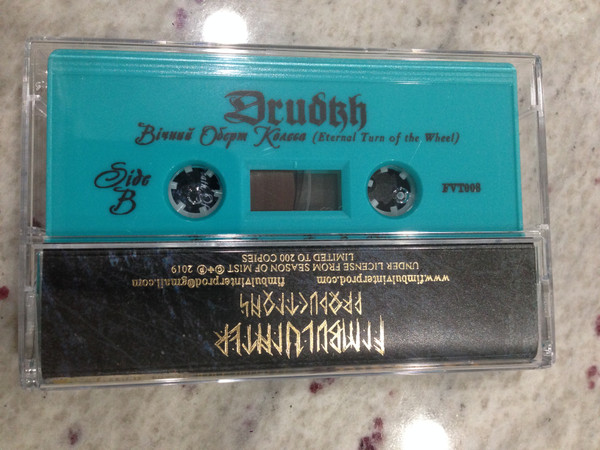 Drudkh
Вічний Оберт Колеса (Eternal Turn of the Wheel)
Side
B
FVT006
FIMBULVINTER
PRODUCTIONS
www.fimbulvinterprod.com fimbulvinterprod@gmail.com
UNDER LICENSE FROM SEASON OF MIST ©+℗ 2019
LIMITED TO 200 COPIES